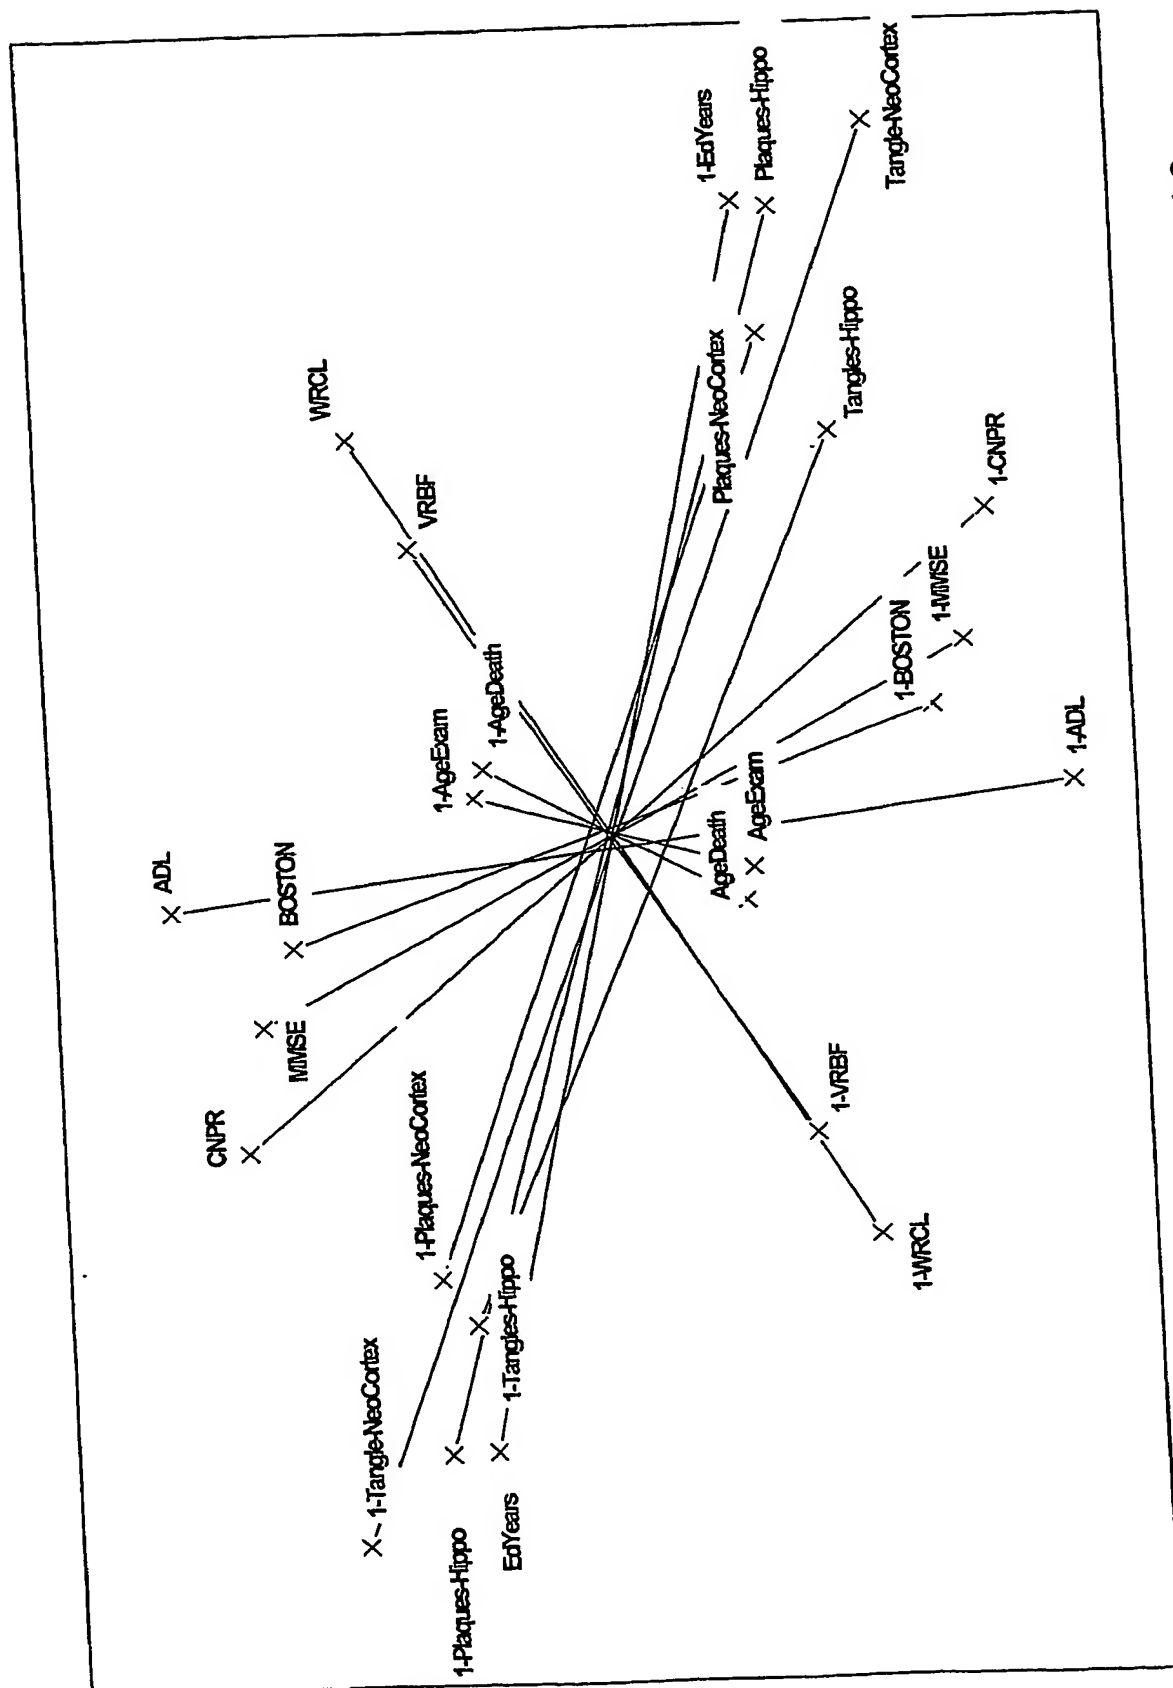 1-Tangle-NeoCortex
1-Plaques-Hippo
EdYears
1-Tangles-Hippo
1-Plaques-NeoCortex
CNPR
MMSE
BOSTON
ADL
1-AgeExam
1-AgeDeath
VRBF
WRCL
1-WRCL
1-VRBF
AgeDeath
AgeExam
1-ADL
1-BOSTON
1-MMSE
1-CNPR
Plaques-NeoCortex
Tangles-Hippo
1-EdYears
Plaques-Hippo
Tangle-NeoCortex